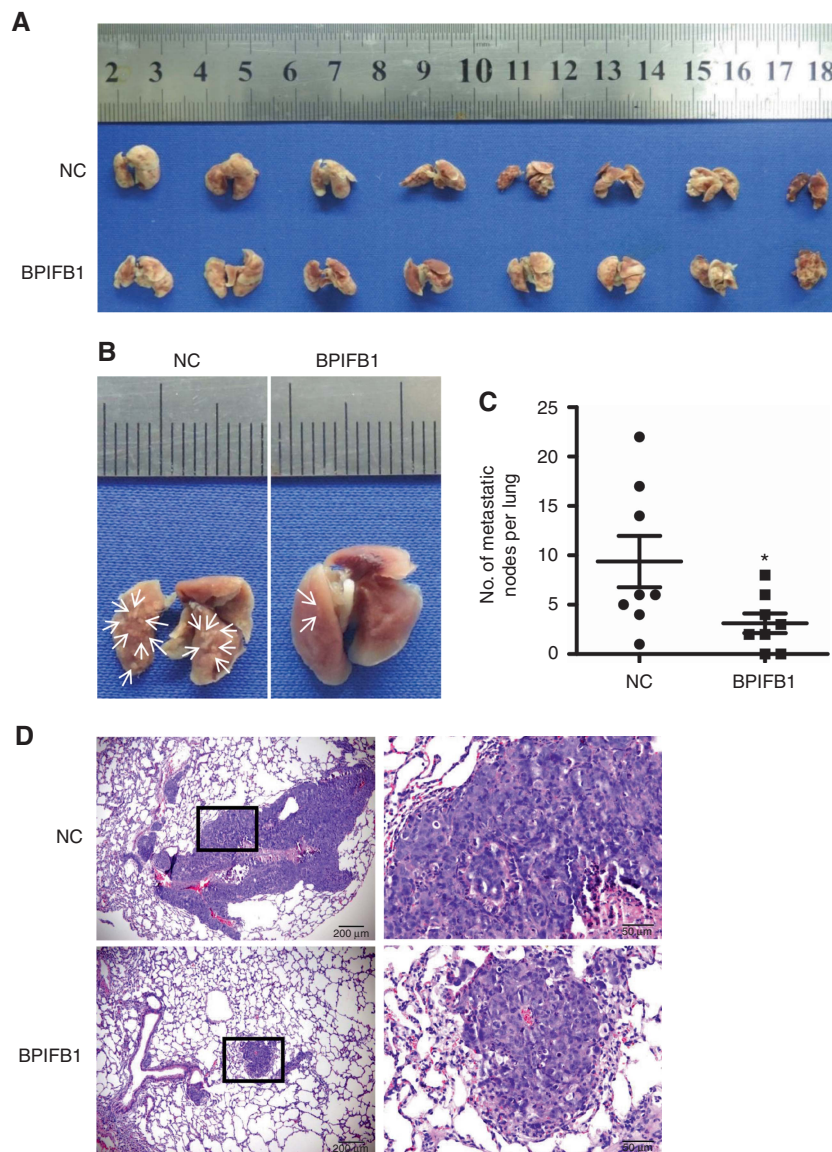 A
2 3 4 5 6 7 8 9 10 11 12 13 14 15 16 17 18
NC
BPIFB1
B
NC
BPIFB1
C
25
20
15
10
5
0
No. of metastatic
nodes per lung
*
NC
BPIFB1
D
NC
200 µm
50 µm
BPIFB1
200 µm
50 µm